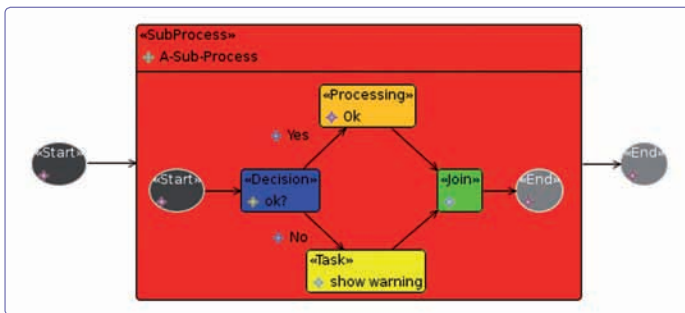 «SubProcess»
A-Sub-Process
«Processing»
Ok
Yes
«Start»
«Start»
«Decision»
ok?
«Join»
«End»
«End»
No
«Task»
show warning